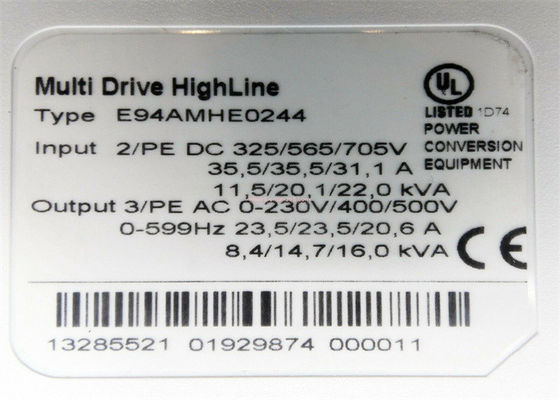 Multi Drive HighLine
Type E94AMHE0244
Input 2/PE DC 325/565/705V
35,5/35,5/31,1 A
11,5/20,1/22,0 kVA
Output 3/PE AC 0-230V/400/500V
0-599Hz 23,5/23,5/20,6 A
8,4/14,7/16,0 kVA
UL
LISTED 1D74
POWER
CONVERSION
EQUIPMENT
CE
13285521 01929874 000011